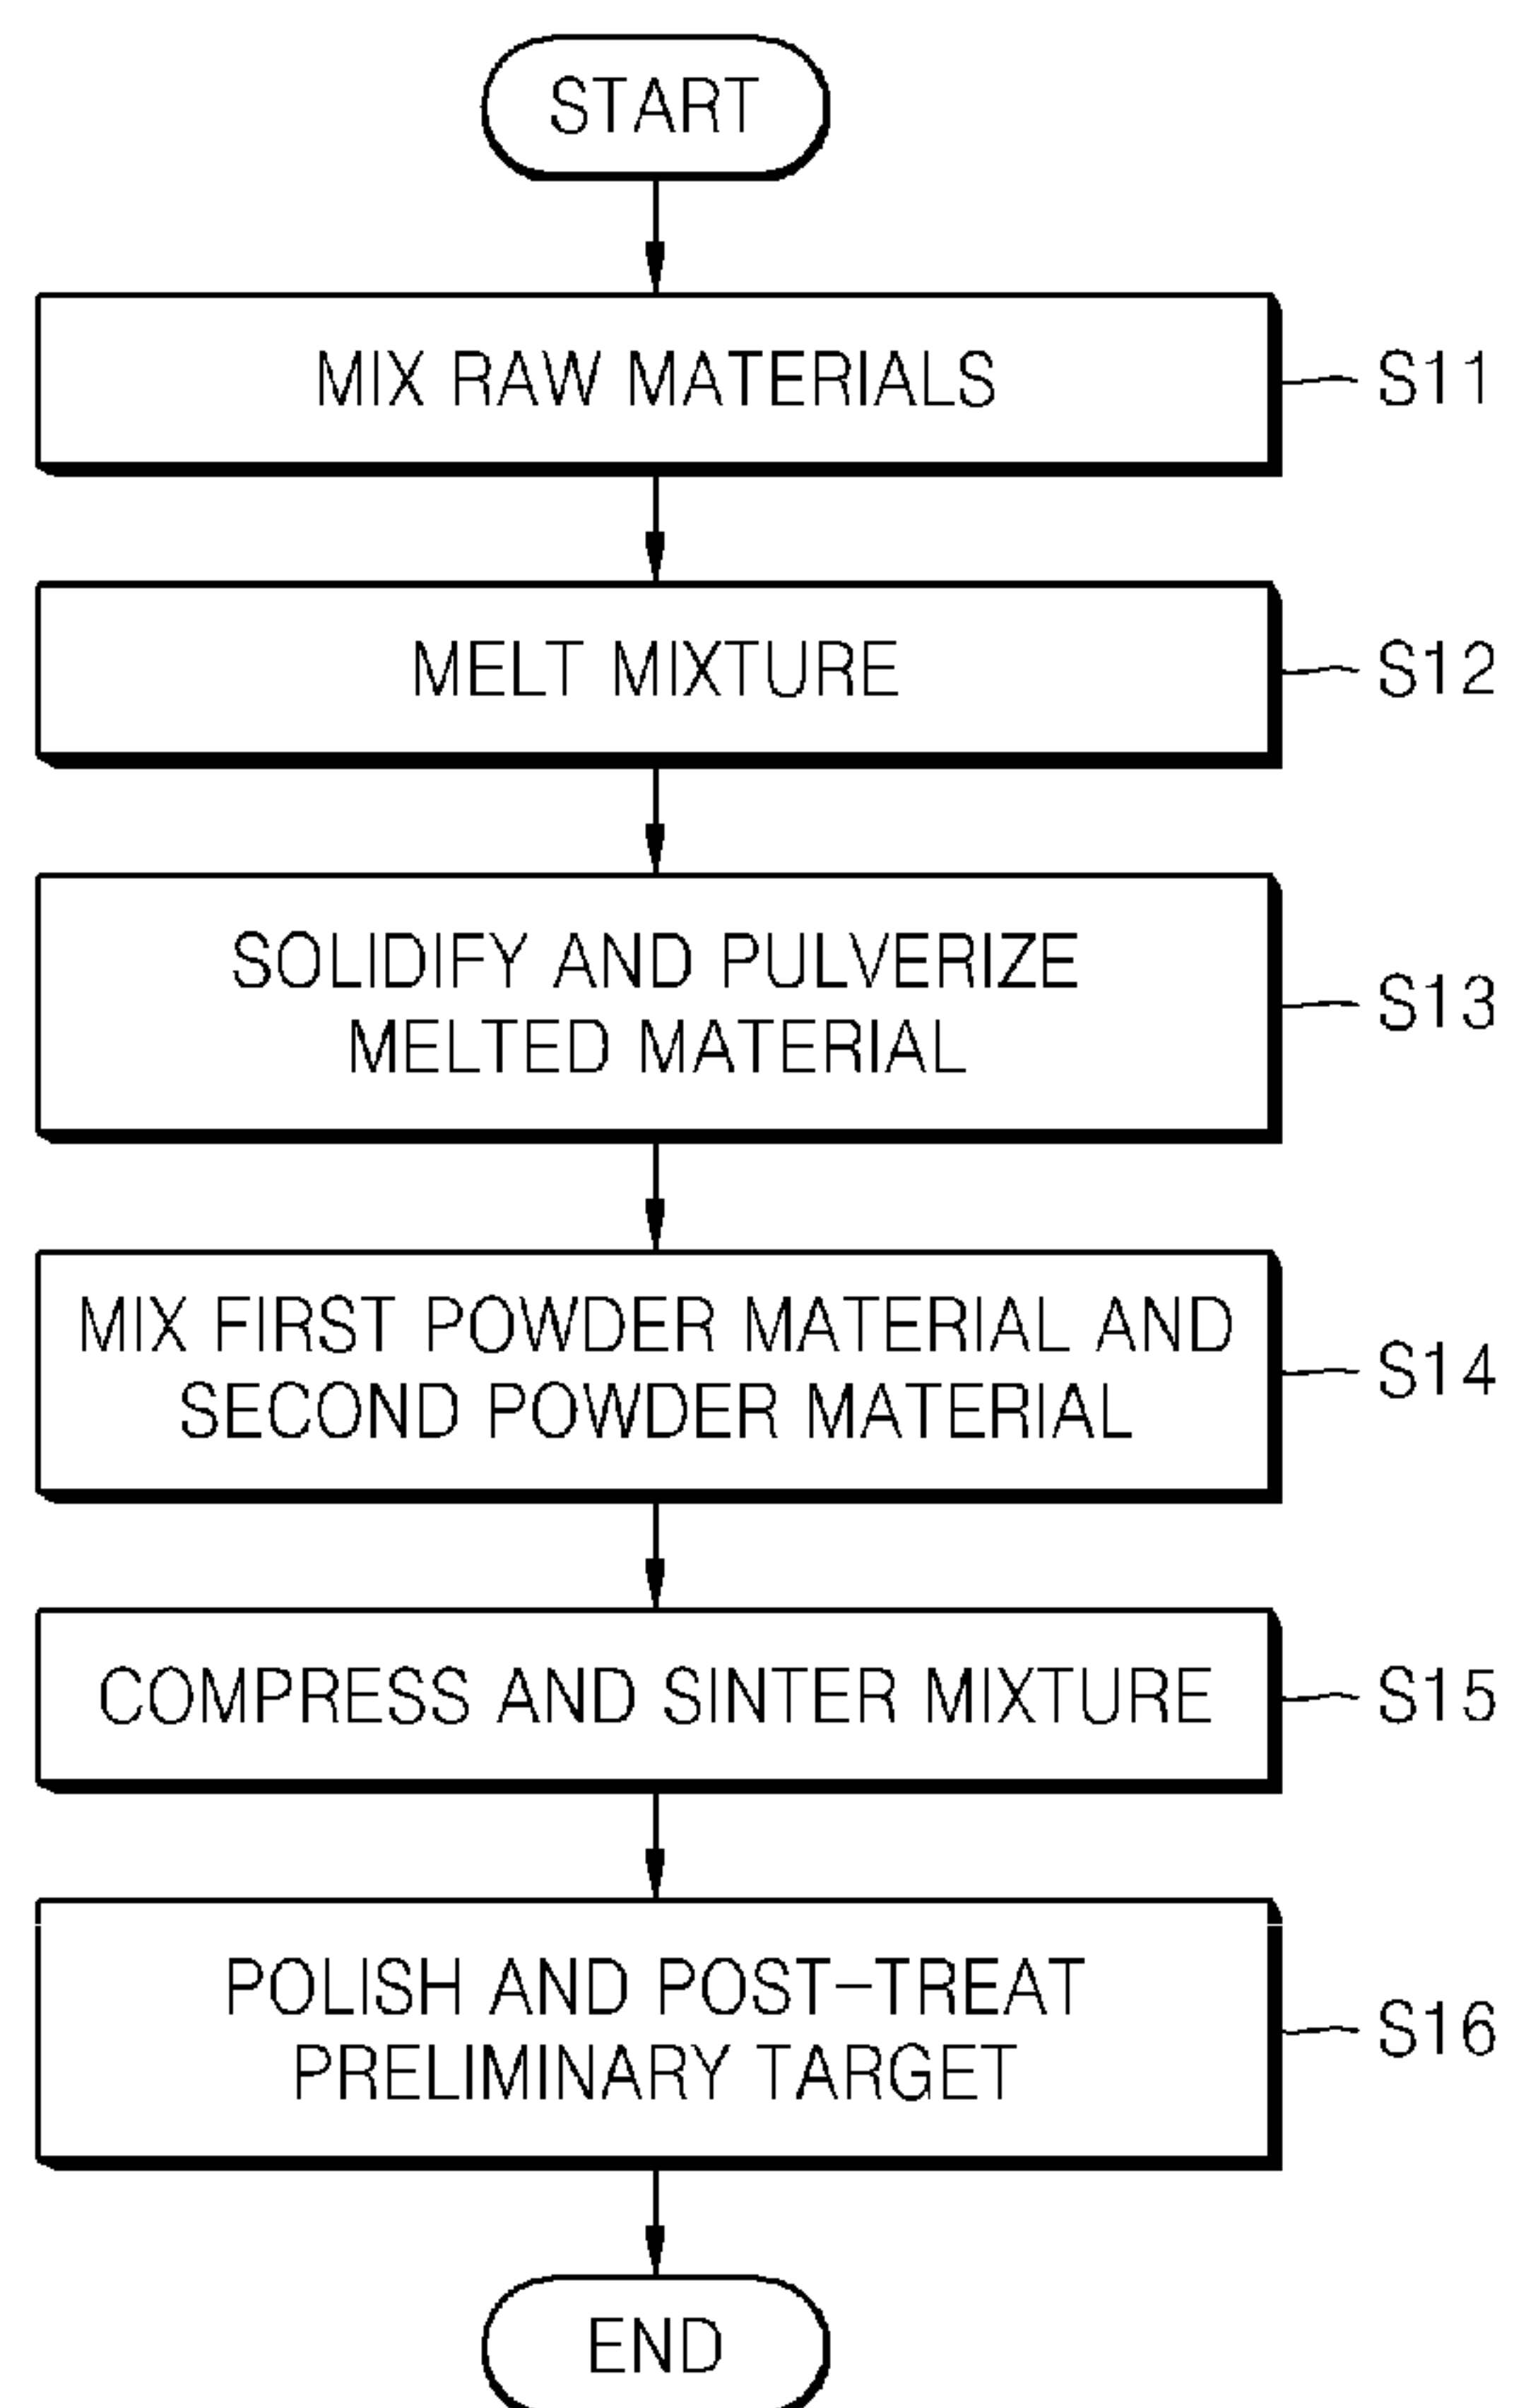 START
MIX RAW MATERIALS
S11
MELT MIXTURE
S12
SOLIDIFY AND PULVERIZE
MELTED MATERIAL
S13
MIX FIRST POWDER MATERIAL AND
SECOND POWDER MATERIAL
S14
COMPRESS AND SINTER MIXTURE
S15
POLISH AND POST-TREAT
PRELIMINARY TARGET
S16
END